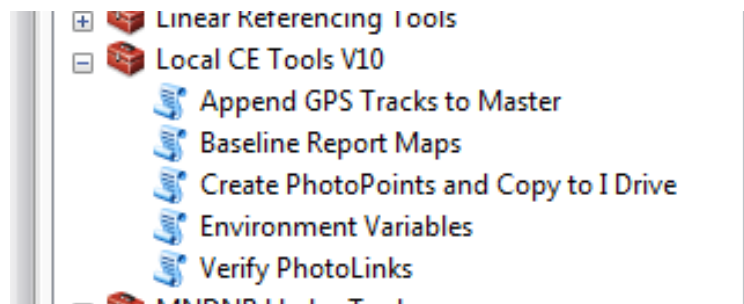 Linear Referencing Tools
Local CE Tools V10
Append GPS Tracks to Master
Baseline Report Maps
Create PhotoPoints and Copy to I Drive
Environment Variables
Verify PhotoLinks